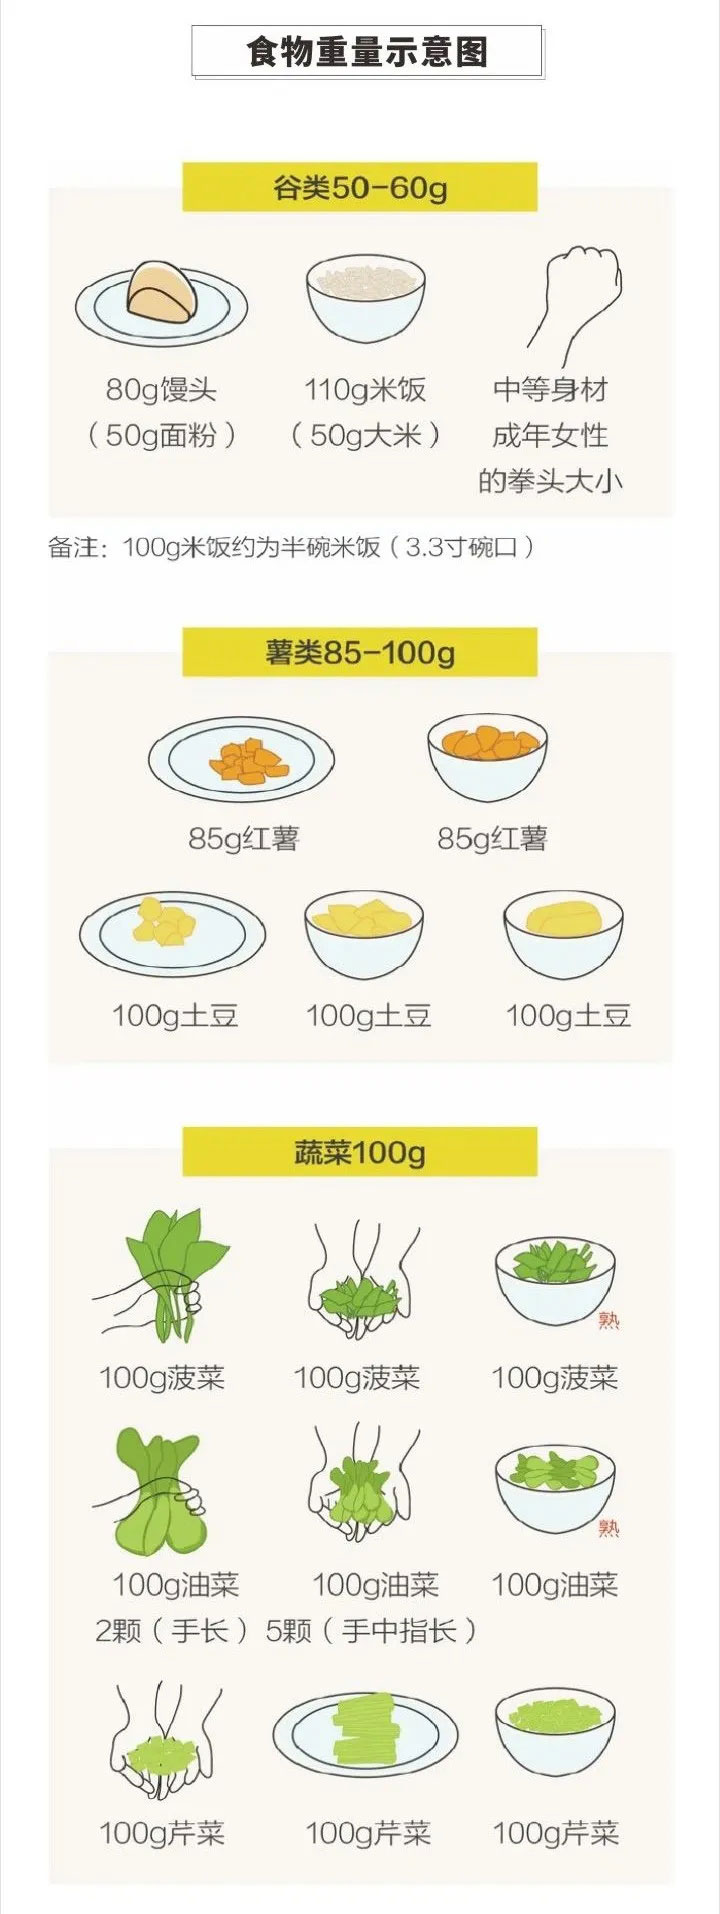 食物重量示意图
谷类50-60g
80g馒头
（50g面粉）
110g米饭
（50g大米）
中等身材
成年女性
的拳头大小
备注：100g米饭约为半碗米饭（3.3寸碗口）
薯类85-100g
85g红薯
85g红薯
100g土豆
100g土豆
100g土豆
蔬菜100g
熟
100g菠菜
100g菠菜
100g菠菜
熟
100g油菜
100g油菜
100g油菜
2颗（手长）
5颗（手中指长）
100g芹菜
100g芹菜
100g芹菜